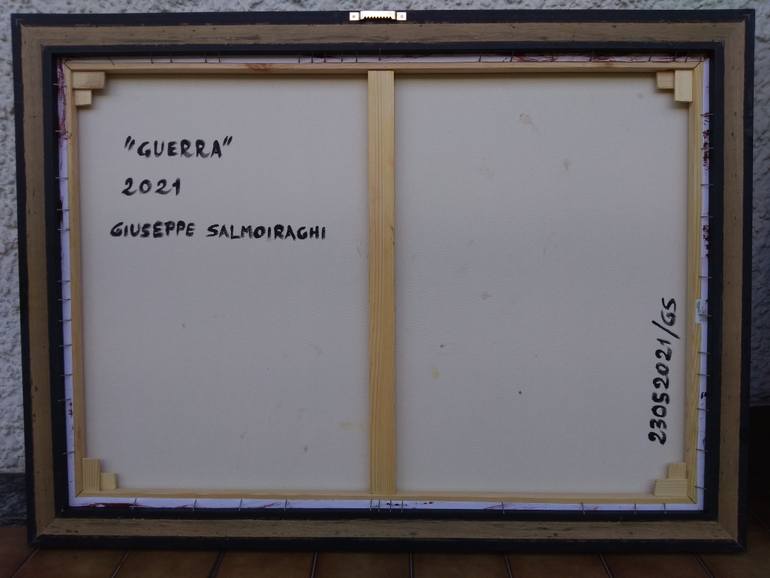 "GUERRA"
2021
GIUSEPPE SALMOIRAGHI
23052021/GS